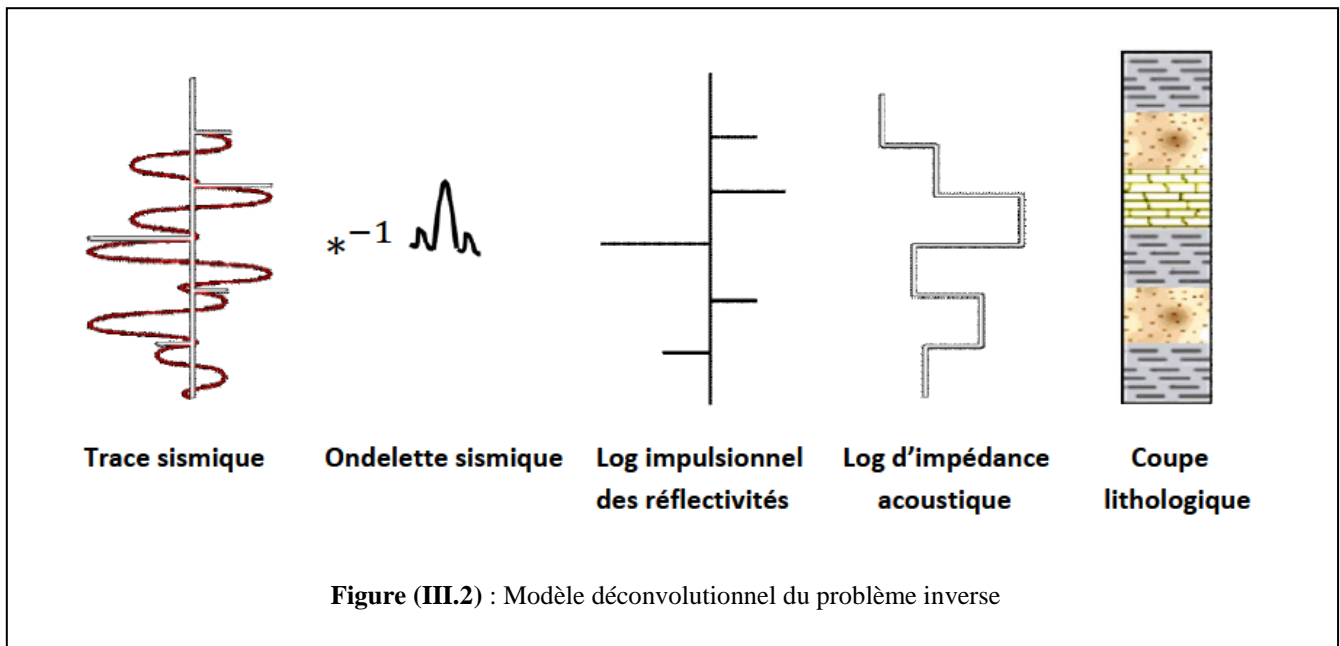 *⁻¹
Trace sismique
Ondelette sismique
Log impulsionnel
des réflectivités
Log d'impédance
acoustique
Coupe
lithologique
Figure (III.2) : Modèle déconvolutionnel du problème inverse